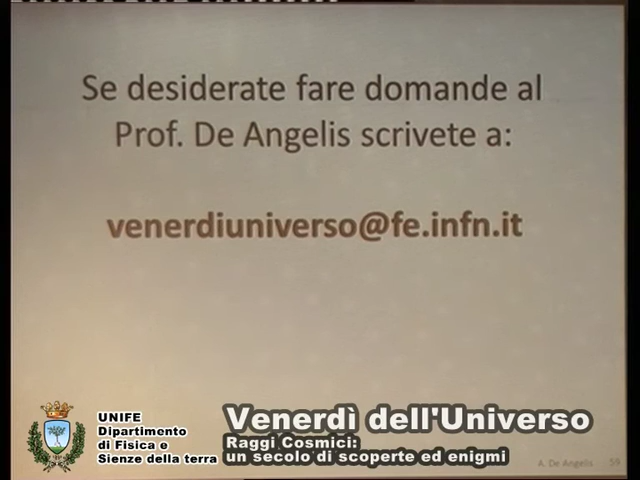 Se desiderate fare domande al
Prof. De Angelis scrivete a:
venerdiuniverso@fe.infn.it
UNIFE
Dipartimento
di Fisica e
Sienze della terra
Venerdì dell'Universo
Raggi Cosmici:
un secolo di scoperte ed enigmi
A. De Angelis
59